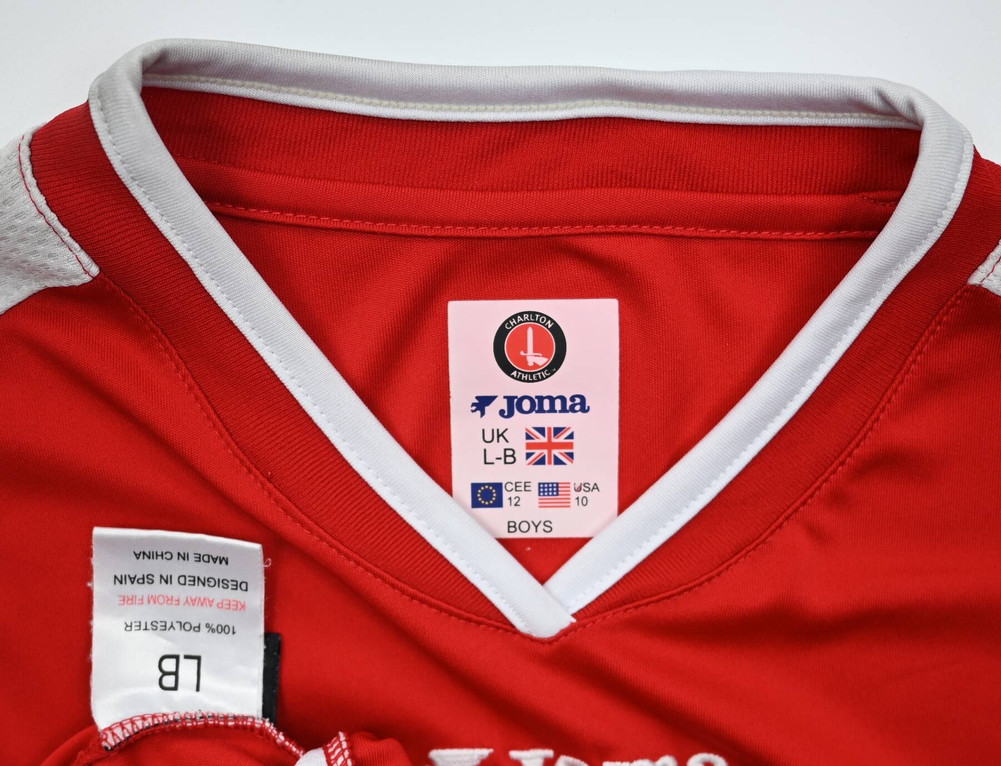 CHARLTON
ATHLETIC
Joma
UK
L-B
CEE
12
USA
10
BOYS
LB
100% POLYESTER
KEEP AWAY FROM FIRE
DESIGNED IN SPAIN
MADE IN CHINA
Joma